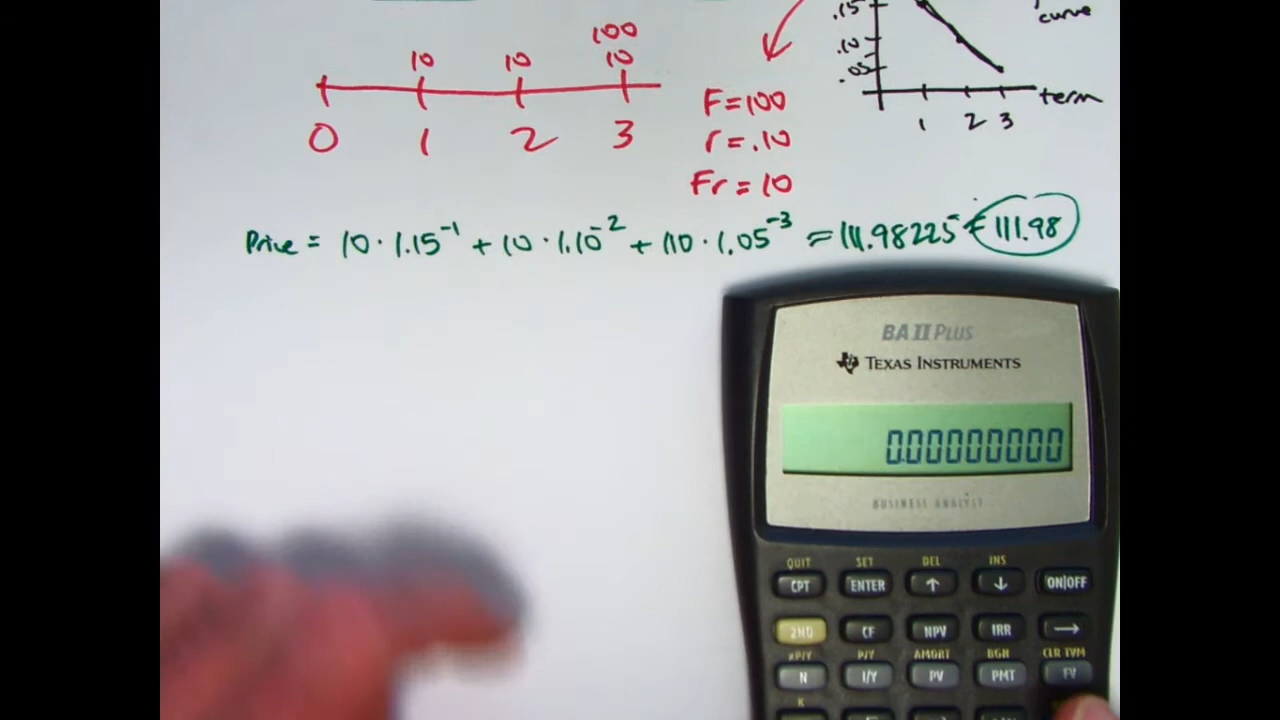 .15
curve
.10
.05
term
1 2 3
100
10 10 10
0 1 2 3
F=100
r=.10
Fr=10
Price = 10·1.15⁻¹ + 10·1.10⁻² + 110·1.05⁻³ = 111.98225 = 111.98
BA II PLUS
TEXAS INSTRUMENTS
0.00000000
BUSINESS ANALYST
QUIT SET DEL INS
CPT ENTER ↑ ↓ ON|OFF
2ND CF NPV IRR →
xP/Y P/Y AMORT BGN CLR TVM
N I/Y PV PMT FV
K